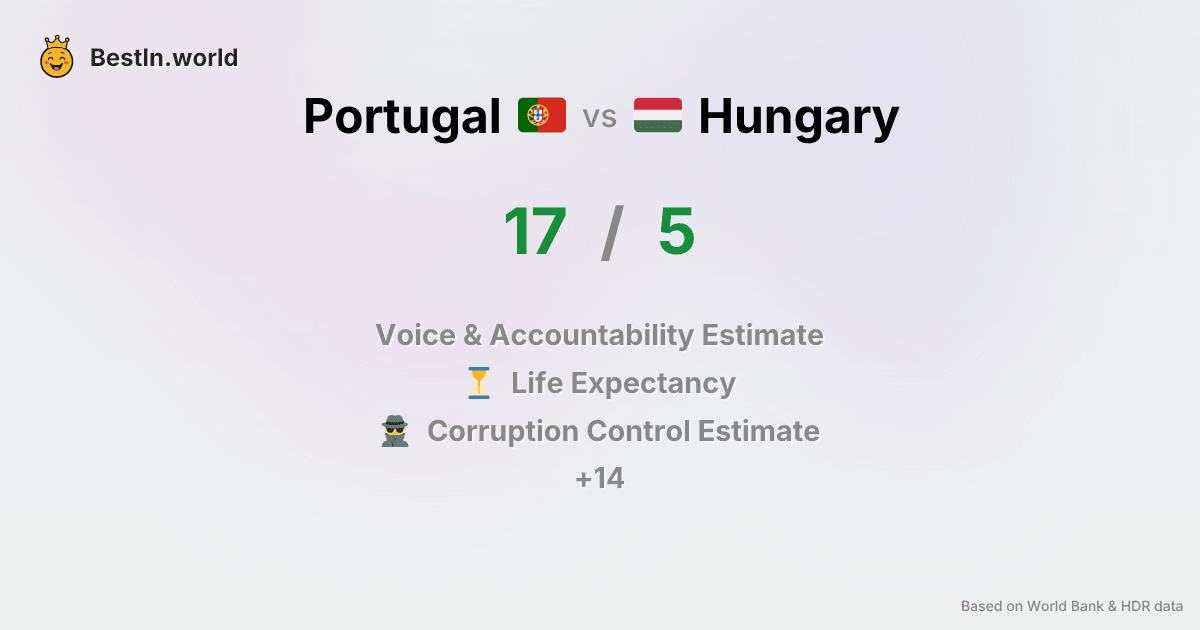 BestIn.world
Portugal vs Hungary
17 / 5
Voice & Accountability Estimate
Life Expectancy
Corruption Control Estimate
+14
Based on World Bank & HDR data